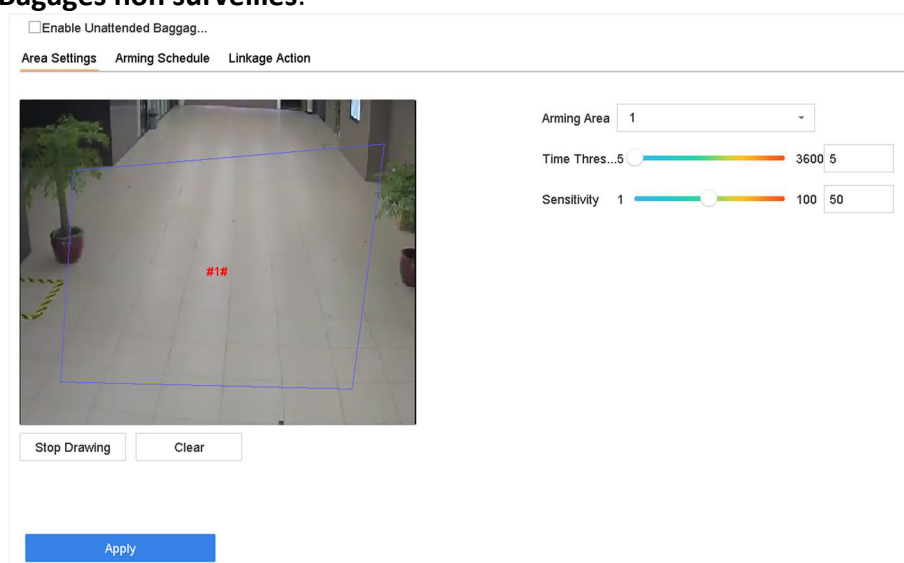 Bagages non surveillés.
Enable Unattended Baggag...
Area Settings Arming Schedule Linkage Action
Arming Area 1
Time Thres...5 3600 5
Sensitivity 1 100 50
#1#
Stop Drawing Clear
Apply